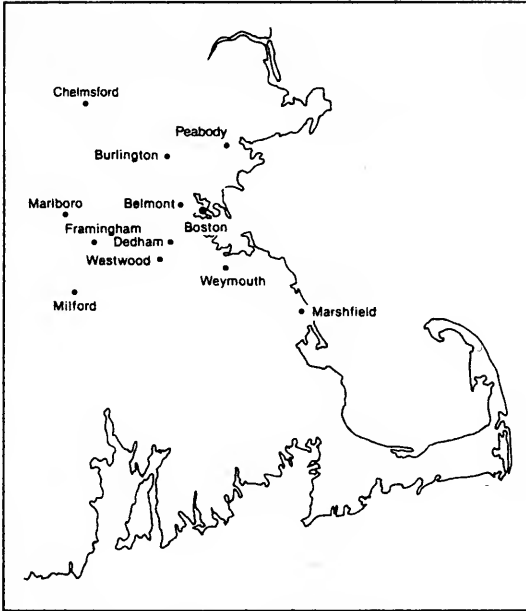 Chelmsford
Peabody
Burlington
Marlboro
Belmont
Framingham
Boston
Dedham
Westwood
Weymouth
Milford
Marshfield